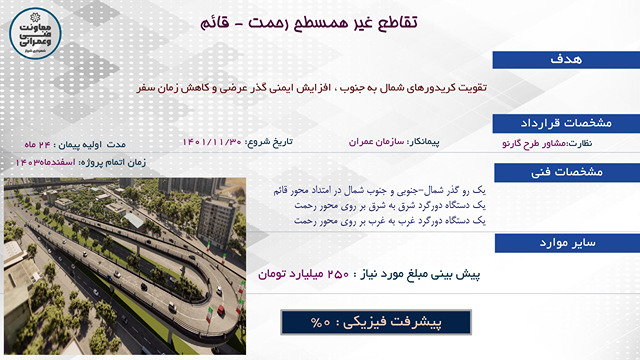 معاونت
فنی
و عمرانی
شهرداری شیراز
تقاطع غیر همسطح رحمت - قائم
هدف
تقویت کریدورهای شمال به جنوب ، افزایش ایمنی گذر عرضی و کاهش زمان سفر
مشخصات قرارداد
نظارت:مشاور طرح گارنو
پیمانکار: سازمان عمران
تاریخ شروع: ۱۴۰۱/۱۱/۳۰
مدت اولیه پیمان : ۲۴ ماه
زمان اتمام پروژه: اسفندماه۱۴۰۳
مشخصات فنی
یک رو گذر شمال-جنوبی و جنوب شمال در امتداد محور قائم
یک دستگاه دورگرد شرق به شرق بر روی محور رحمت
یک دستگاه دورگرد غرب به غرب بر روی محور رحمت
سایر موارد
پیش بینی مبلغ مورد نیاز : ۲۵۰ میلیارد تومان
پیشرفت فیزیکی : ۰%